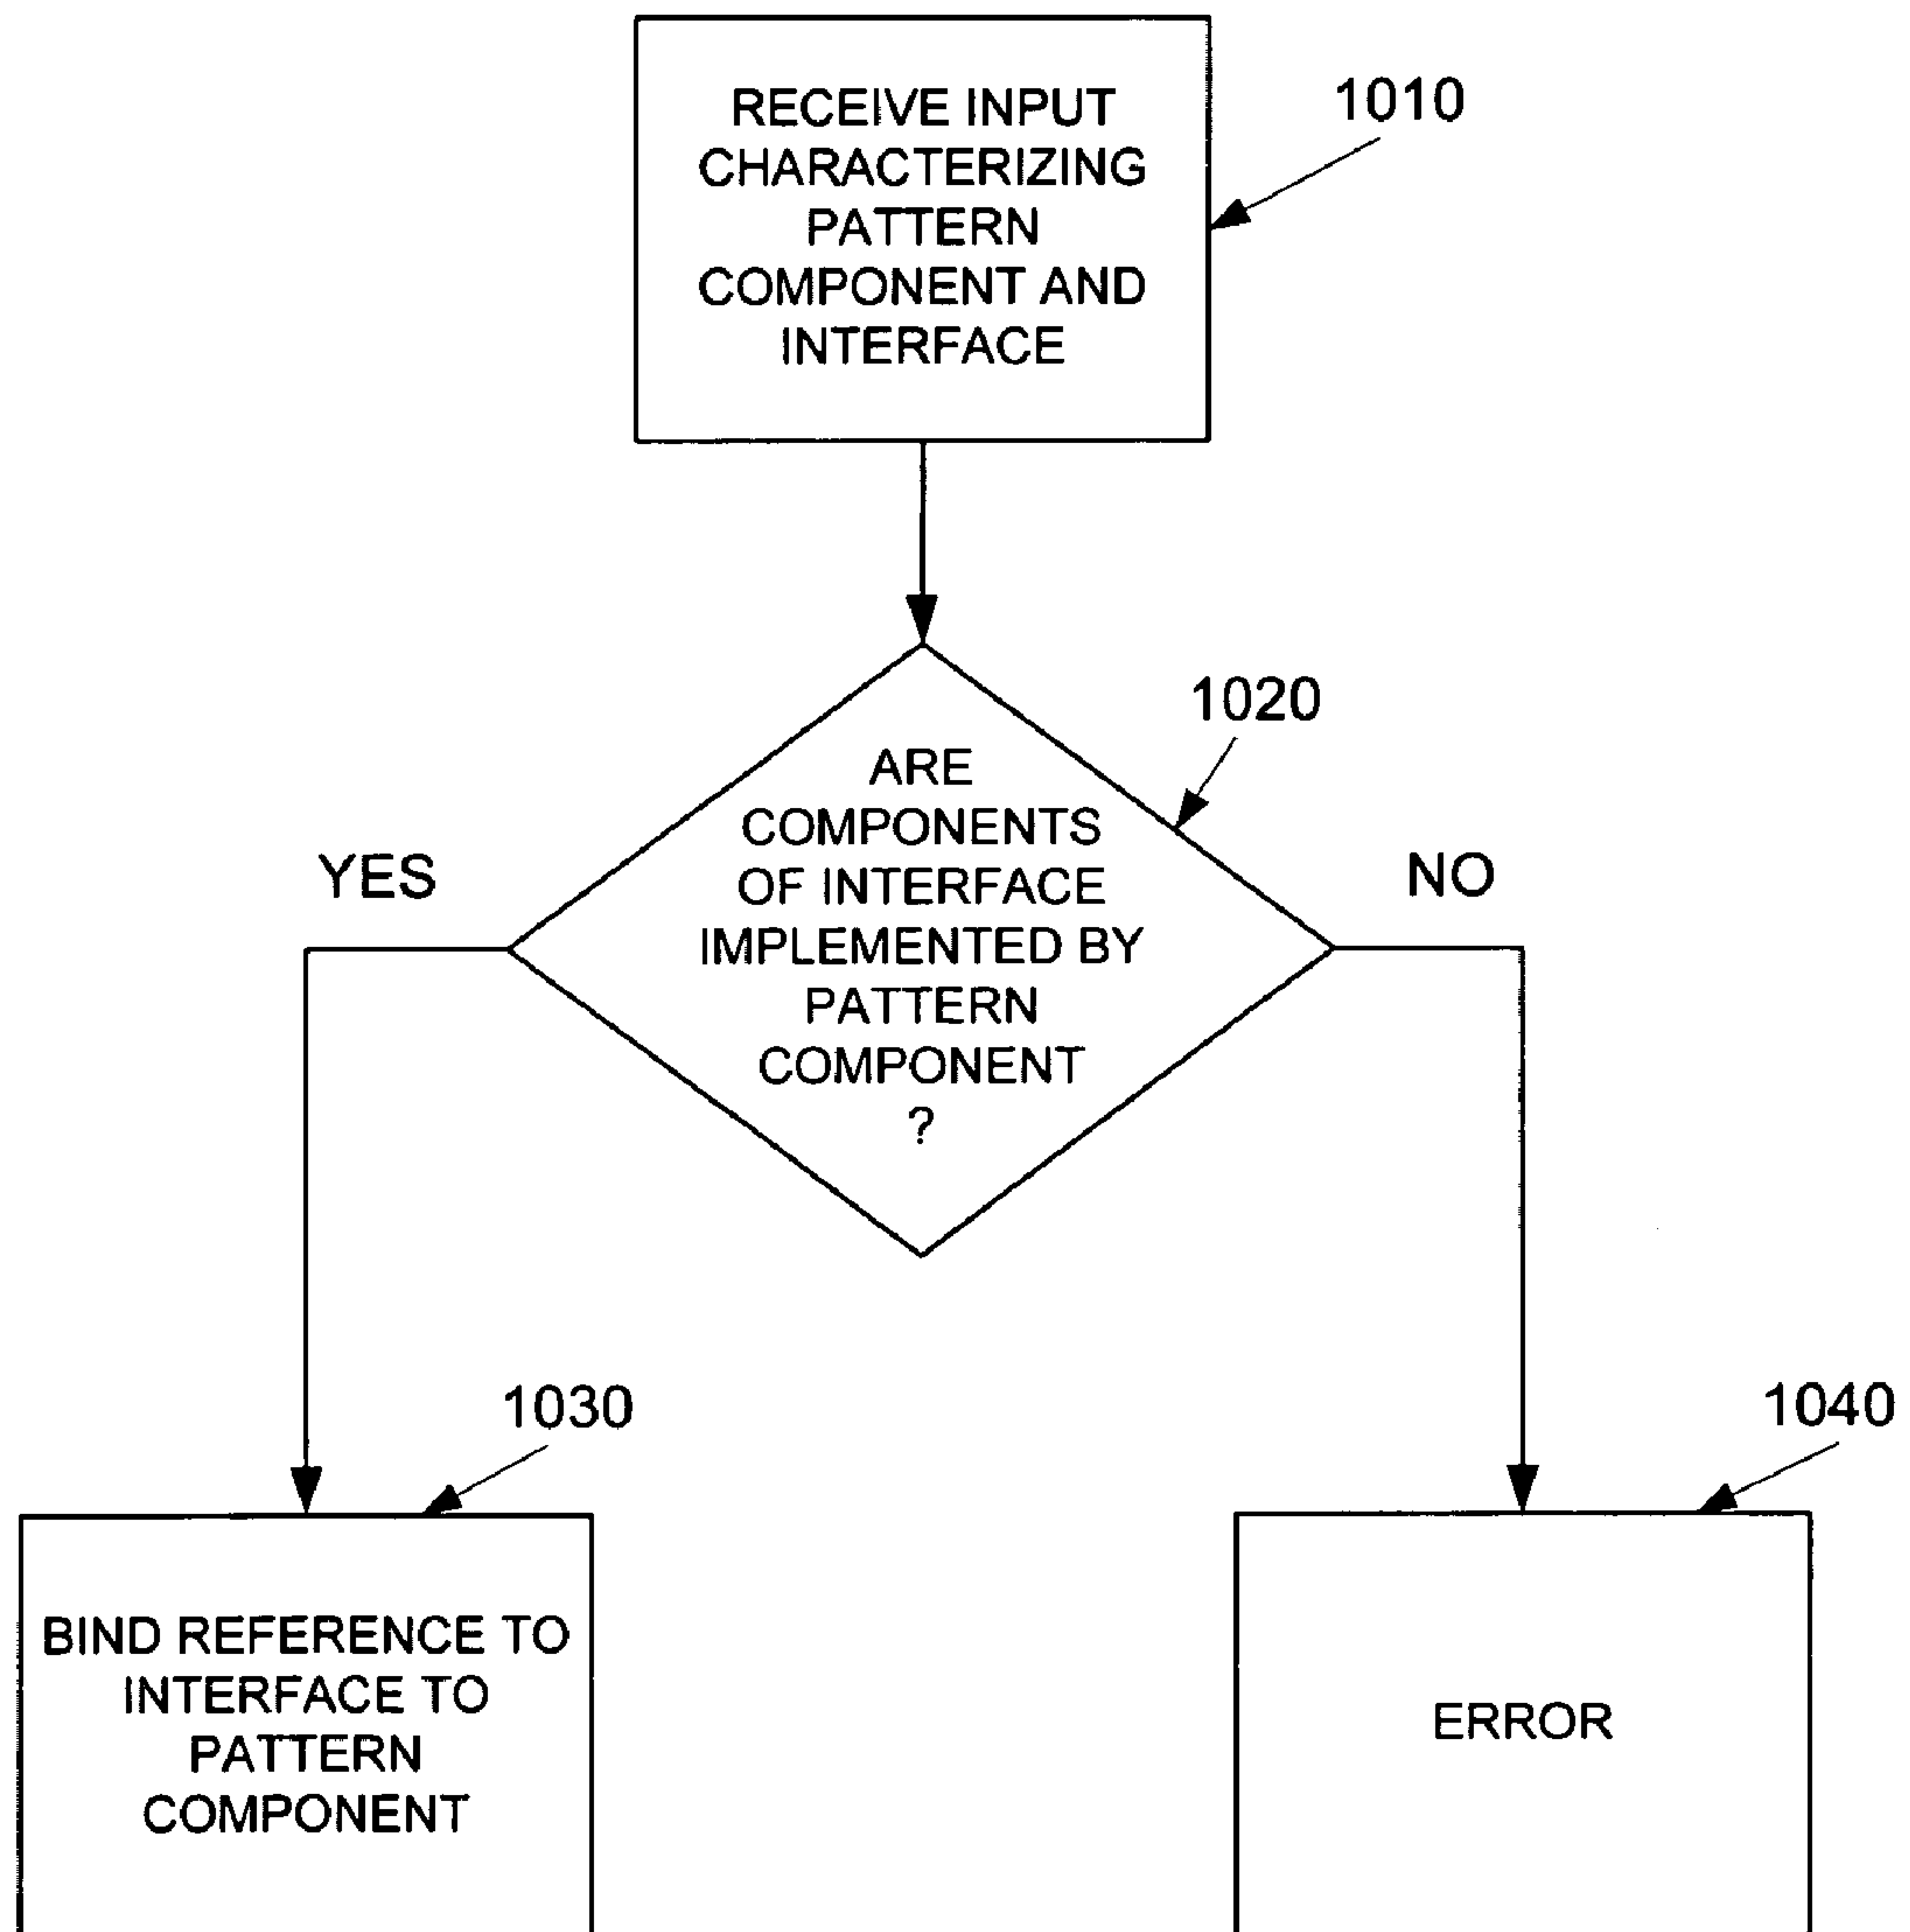 RECEIVE INPUT
CHARACTERIZING
PATTERN
COMPONENT AND
INTERFACE
1010
1020
ARE
COMPONENTS
OF INTERFACE
IMPLEMENTED BY
PATTERN
COMPONENT
?
YES
NO
1030
1040
BIND REFERENCE TO
INTERFACE TO
PATTERN
COMPONENT
ERROR